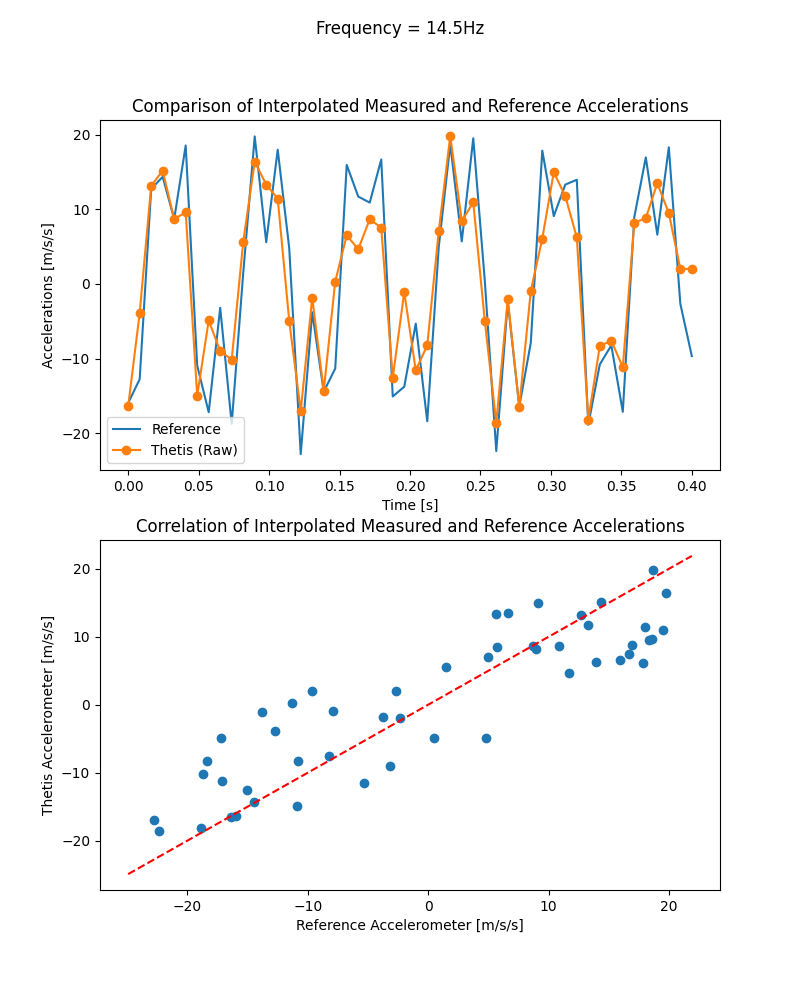 Frequency = 14.5Hz
Comparison of Interpolated Measured and Reference Accelerations
20
10
0
−10
−20
Accelerations [m/s/s]
Reference
Thetis (Raw)
0.00 0.05 0.10 0.15 0.20 0.25 0.30 0.35 0.40
Time [s]
Correlation of Interpolated Measured and Reference Accelerations
20
10
0
−10
−20
Thetis Accelerometer [m/s/s]
−20 −10 0 10 20
Reference Accelerometer [m/s/s]